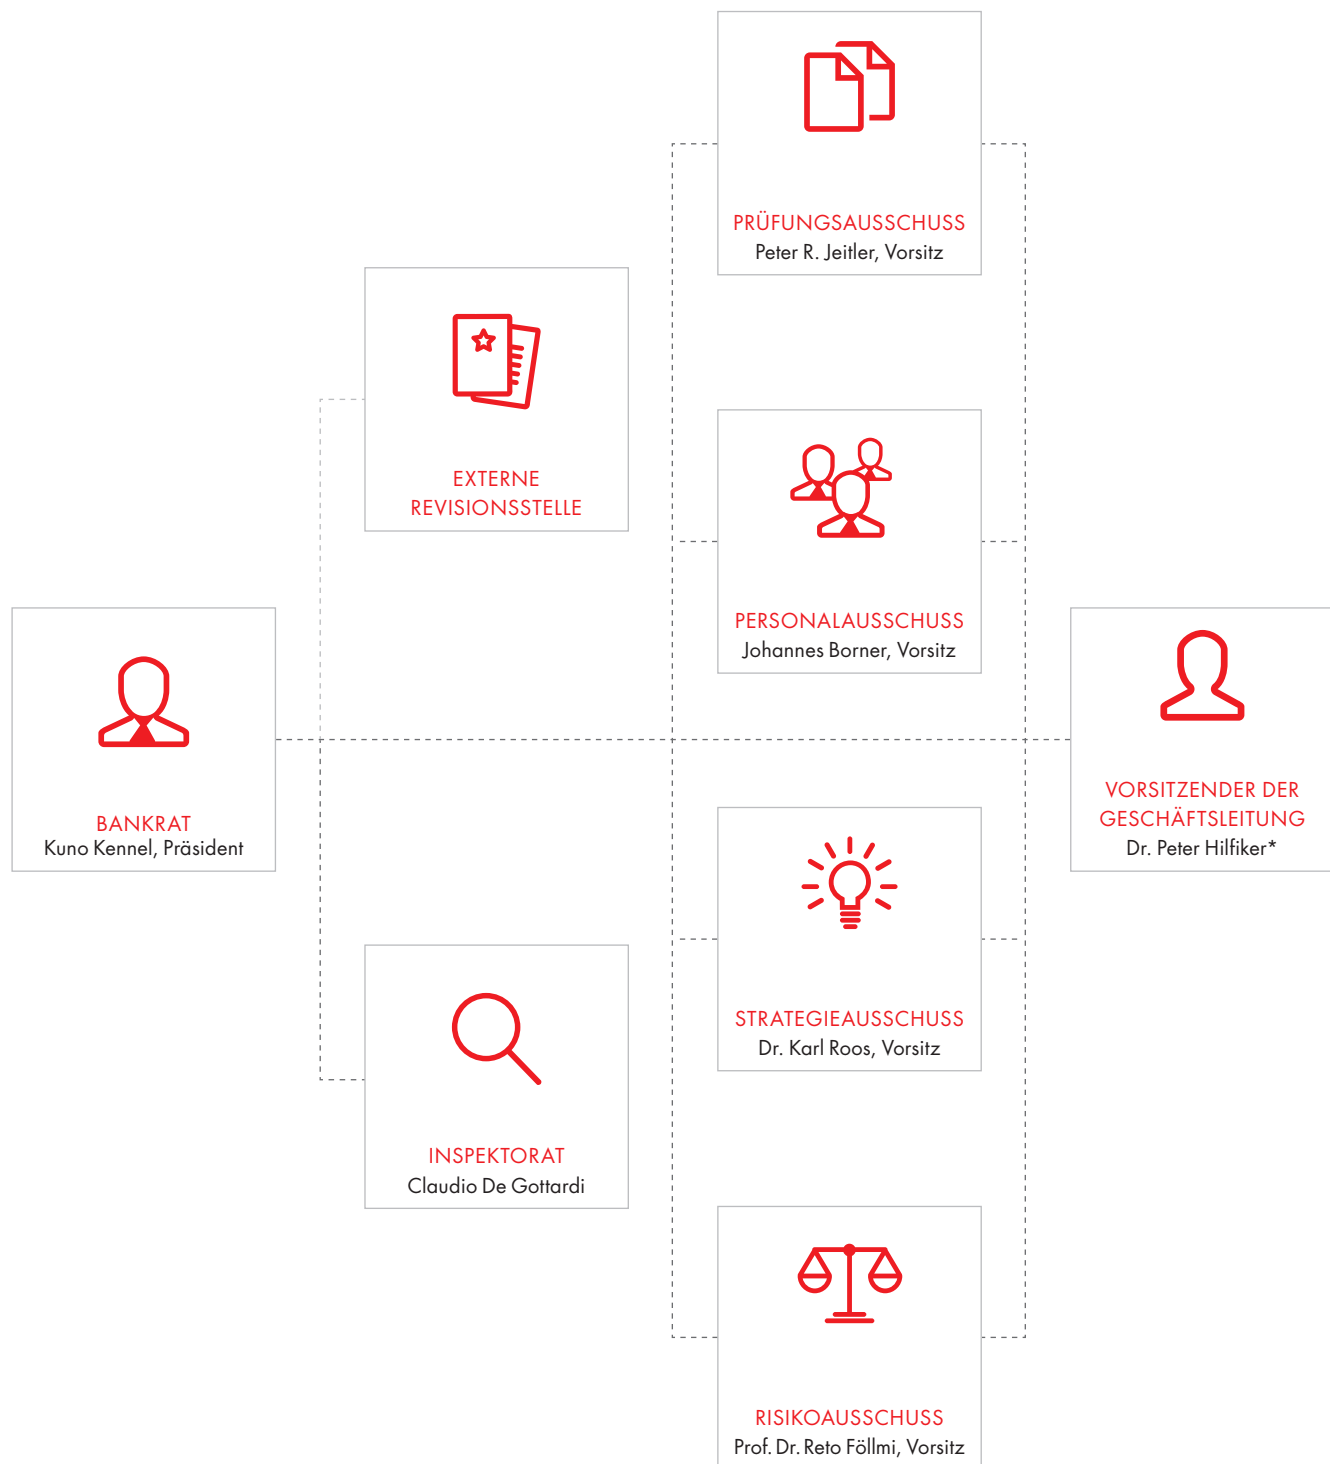 PRÜFUNGSAUSSCHUSS
Peter R. Jeitler, Vorsitz
EXTERNE
REVISIONSSTELLE
PERSONALAUSSCHUSS
Johannes Borner, Vorsitz
BANKRAT
Kuno Kennel, Präsident
VORSITZENDER DER
GESCHÄFTSLEITUNG
Dr. Peter Hilfiker*
STRATEGIEAUSSCHUSS
Dr. Karl Roos, Vorsitz
INSPEKTORAT
Claudio De Gottardi
RISIKOAUSSCHUSS
Prof. Dr. Reto Föllmi, Vorsitz